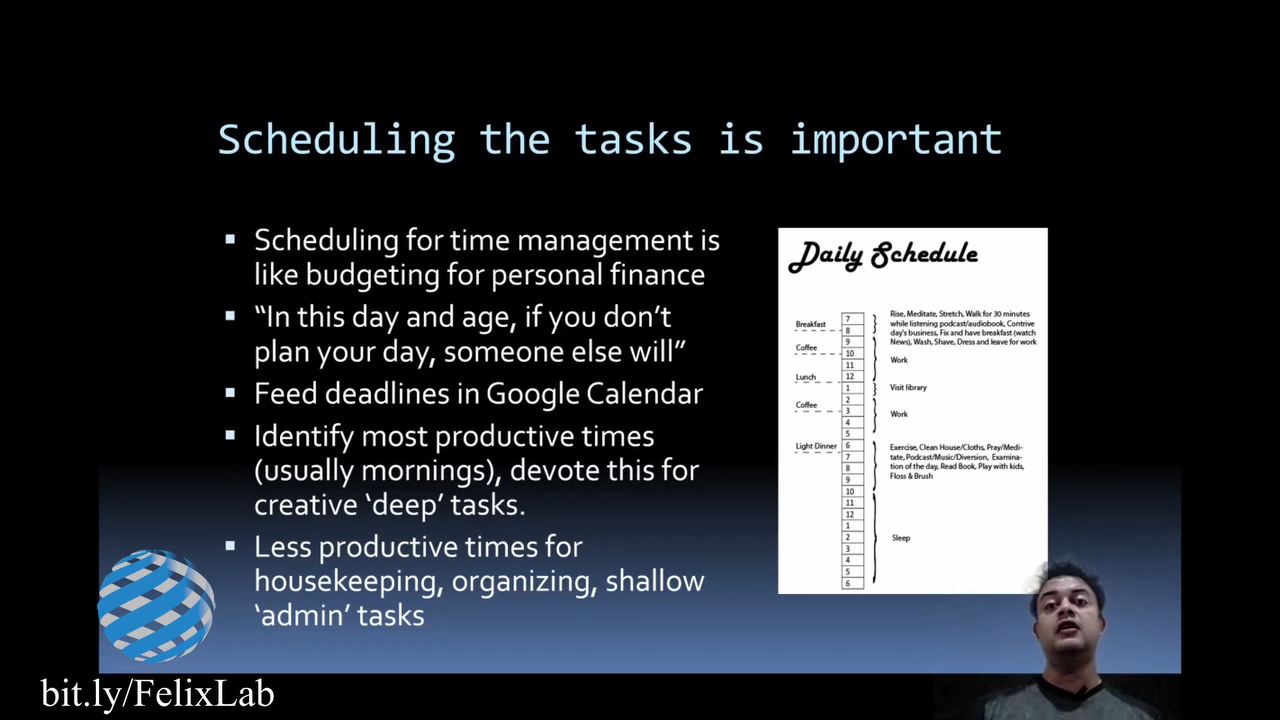 Scheduling the tasks is important
Scheduling for time management is
like budgeting for personal finance
“In this day and age, if you don’t
plan your day, someone else will”
Feed deadlines in Google Calendar
Identify most productive times
(usually mornings), devote this for
creative ‘deep’ tasks.
Less productive times for
housekeeping, organizing, shallow
‘admin’ tasks
Daily Schedule
Breakfast
Coffee
Lunch
Coffee
Light Dinner
7
8
9
10
11
12
1
2
3
4
5
6
7
8
9
10
11
12
1
2
3
4
5
6
Rise, Meditate, Stretch, Walk for 30 minutes
while listening podcast/audiobook, Contrive
day's business, Fix and have breakfast (watch
News), Wash, Shave, Dress and leave for work
Work
Visit library
Work
Exercise, Clean House/Cloths, Pray/Medi-
tate, Podcast/Music/Diversion, Examina-
tion of the day, Read Book, Play with kids,
Floss & Brush
Sleep
bit.ly/FelixLab